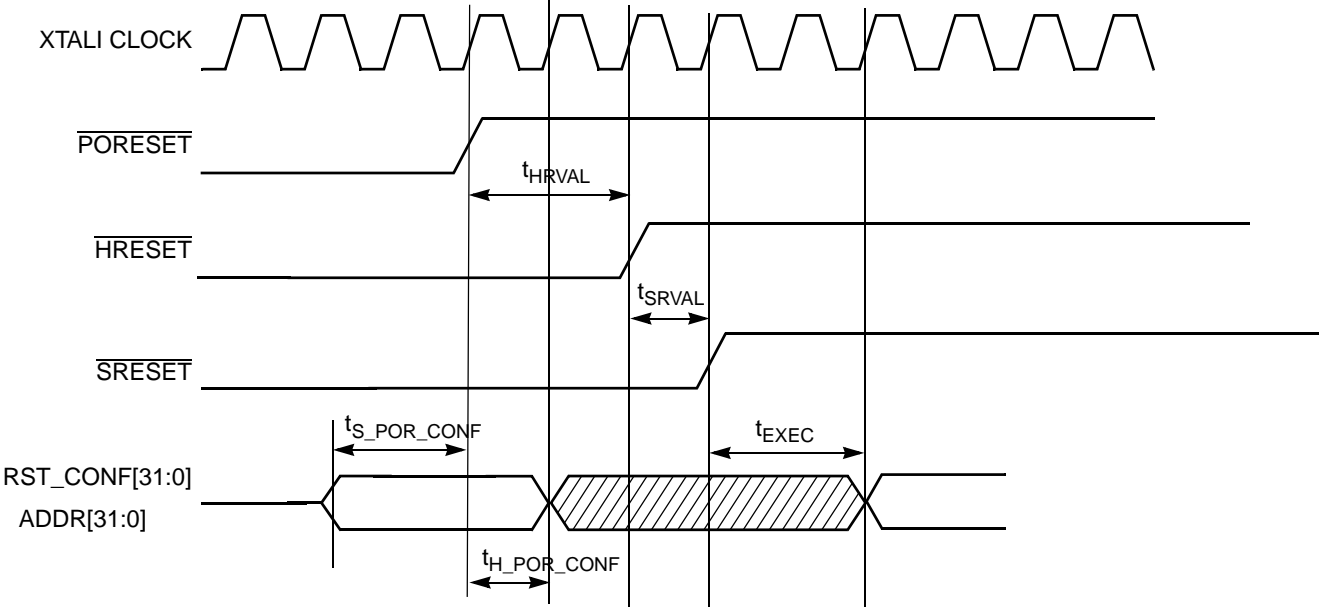 XTALI CLOCK
PORESET
tHRVAL
HRESET
tSRVAL
SRESET
tS_POR_CONF
tEXEC
RST_CONF[31:0]
ADDR[31:0]
tH_POR_CONF